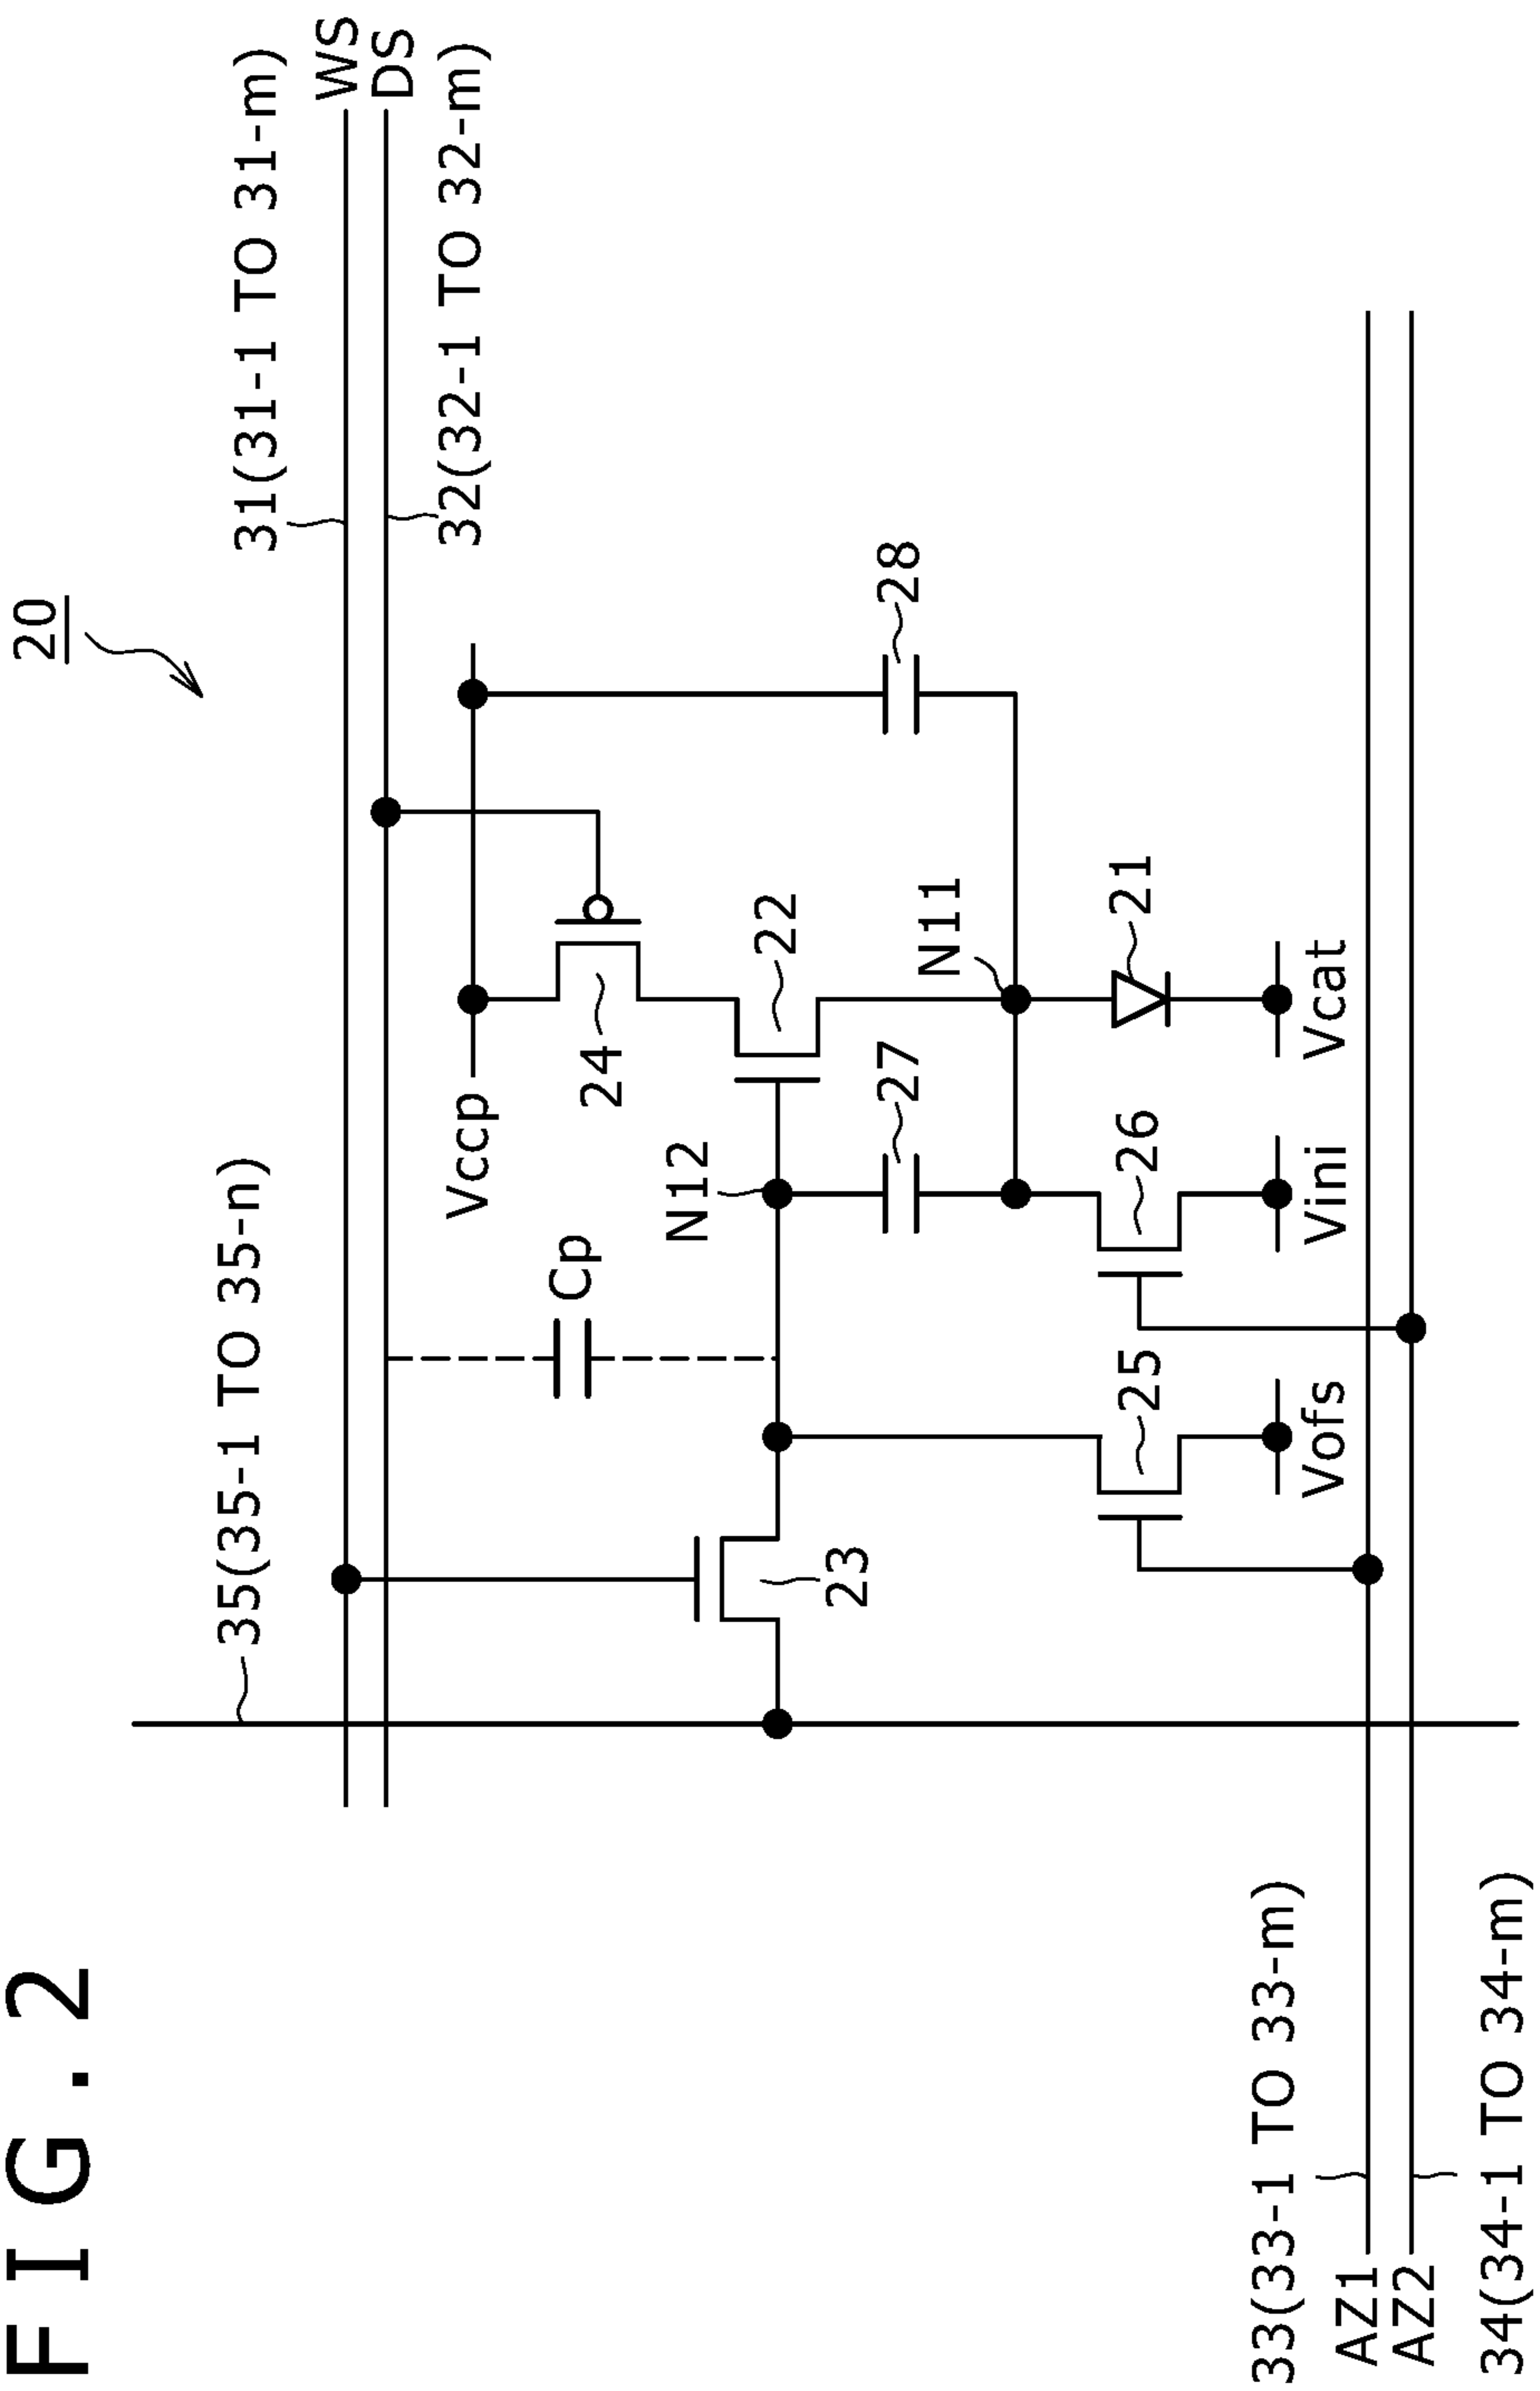 FIG.2
20
31(31-1 TO 31-m)
WS
DS
32(32-1 TO 32-m)
35(35-1 TO 35-n)
Vccp
Cp
24
N12
22
23
27
28
N11
25
26
21
Vofs
Vini
Vcat
33(33-1 TO 33-m)
AZ1
AZ2
34(34-1 TO 34-m)